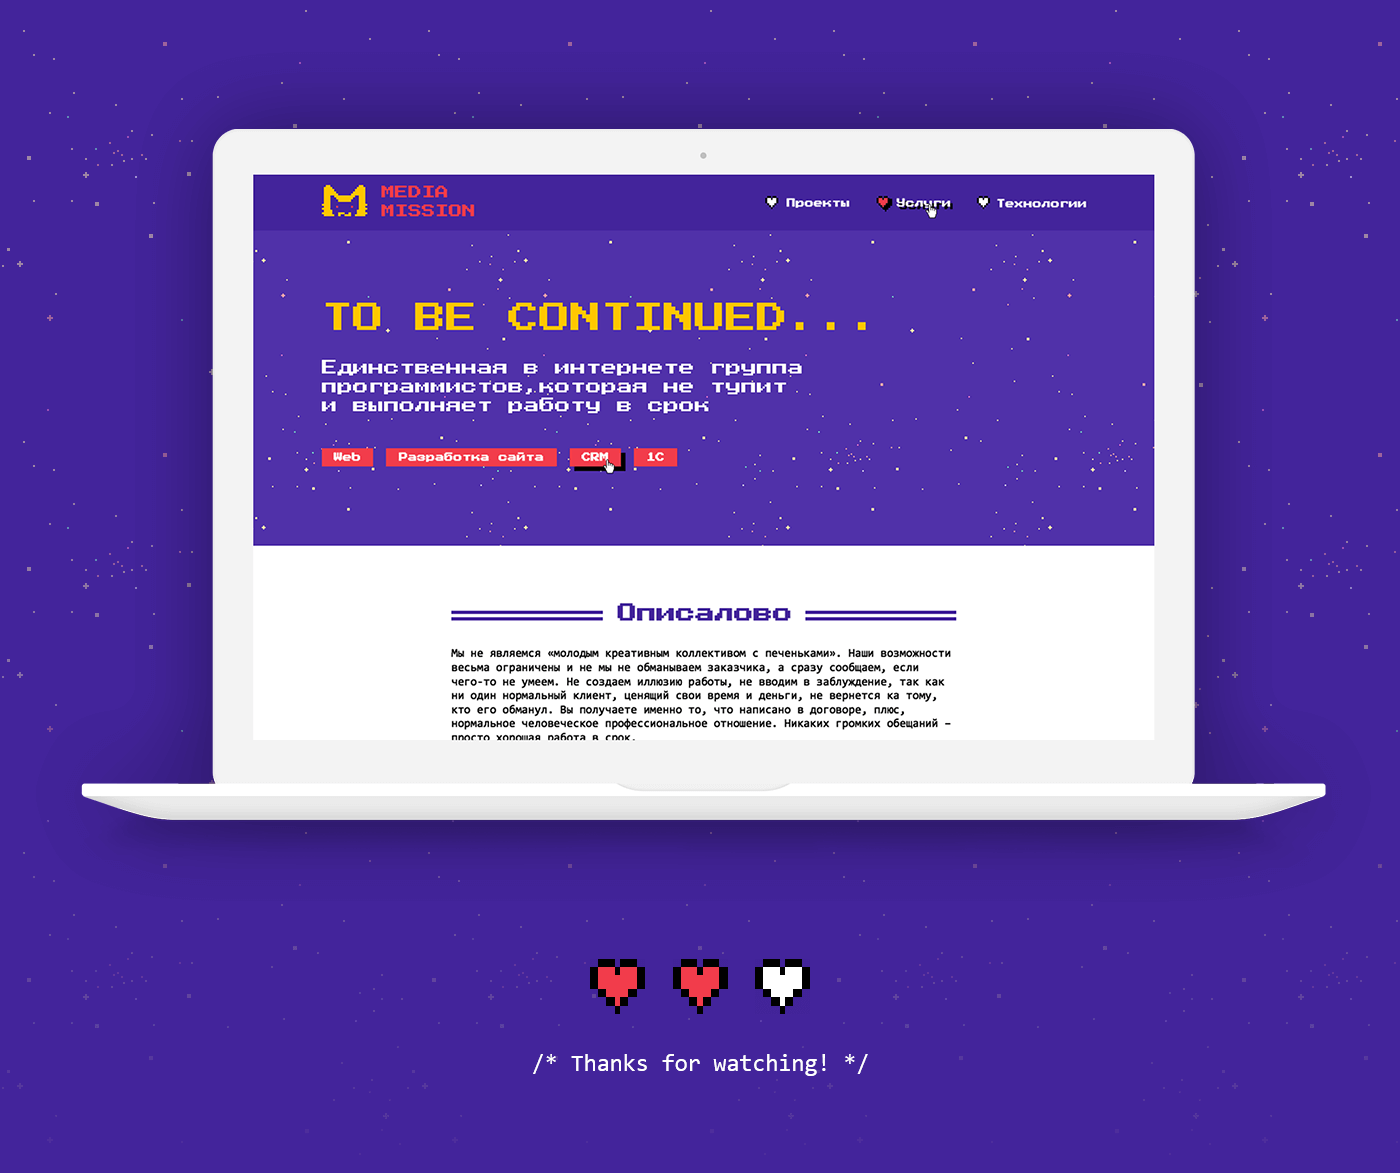 MEDIA
MISSION
Проекты
Услуги
Технологии
TO BE CONTINUED...
Единственная в интернете группа
программистов,которая не тупит
и выполняет работу в срок
Web
Разработка сайта
CRM
1C
Описалово
Мы не являемся «молодым креативным коллективом с печеньками». Наши возможности
весьма ограничены и не мы не обманываем заказчика, а сразу сообщаем, если
чего-то не умеем. Не создаем иллюзию работы, не вводим в заблуждение, так как
ни один нормальный клиент, ценящий свои время и деньги, не вернется ка тому,
кто его обманул. Вы получаете именно то, что написано в договоре, плюс,
нормальное человеческое профессиональное отношение. Никаких громких обещаний –
просто хорошая работа в срок.
/* Thanks for watching! */